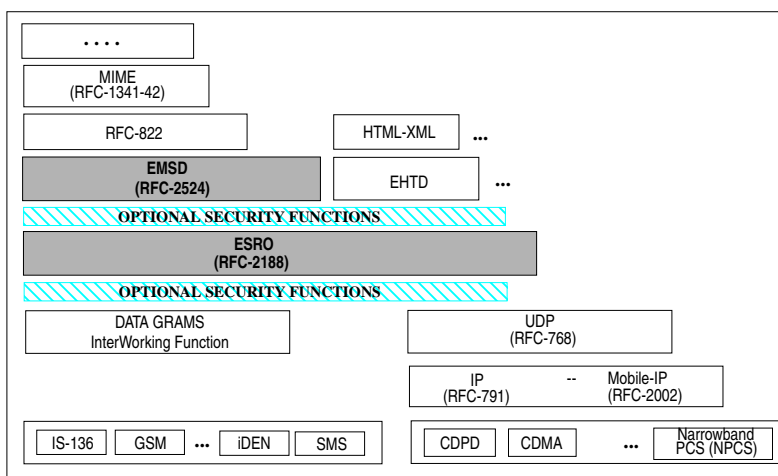 ....
MIME
(RFC-1341-42)
RFC-822
HTML-XML ...
EMSD
(RFC-2524)
EHTD ...
OPTIONAL SECURITY FUNCTIONS
ESRO
(RFC-2188)
OPTIONAL SECURITY FUNCTIONS
DATA GRAMS
InterWorking Function
UDP
(RFC-768)
IP -- Mobile-IP
(RFC-791) (RFC-2002)
IS-136 GSM ... iDEN SMS
CDPD CDMA ... Narrowband
PCS (NPCS)